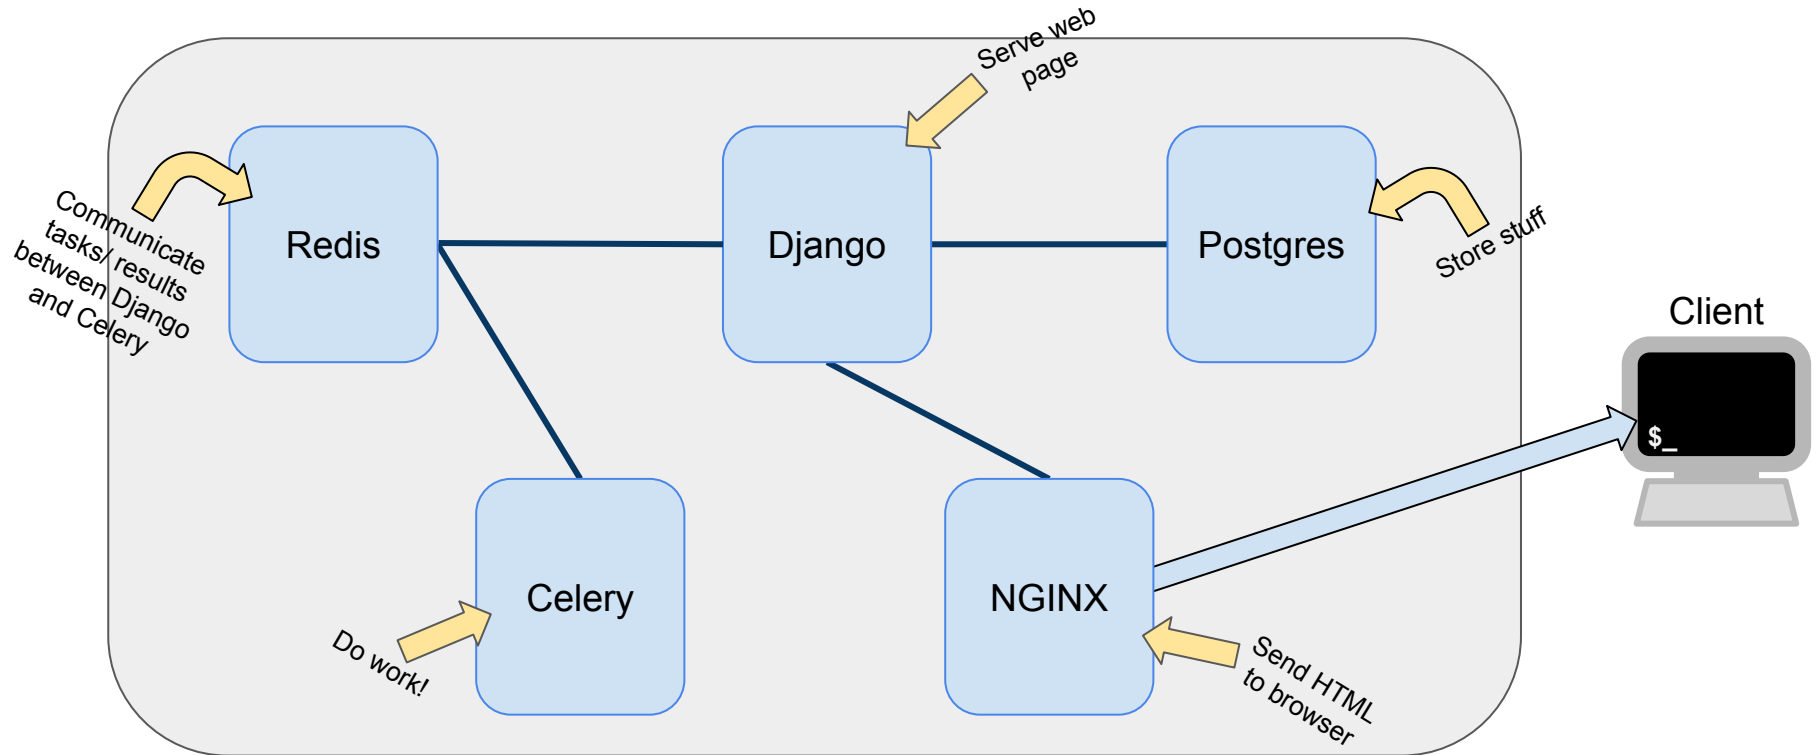 Serve web
page
Communicate
tasks/ results
between Django
and Celery
Redis
Django
Postgres
Store stuff
Client
$_
Celery
NGINX
Do work!
Send HTML
to browser